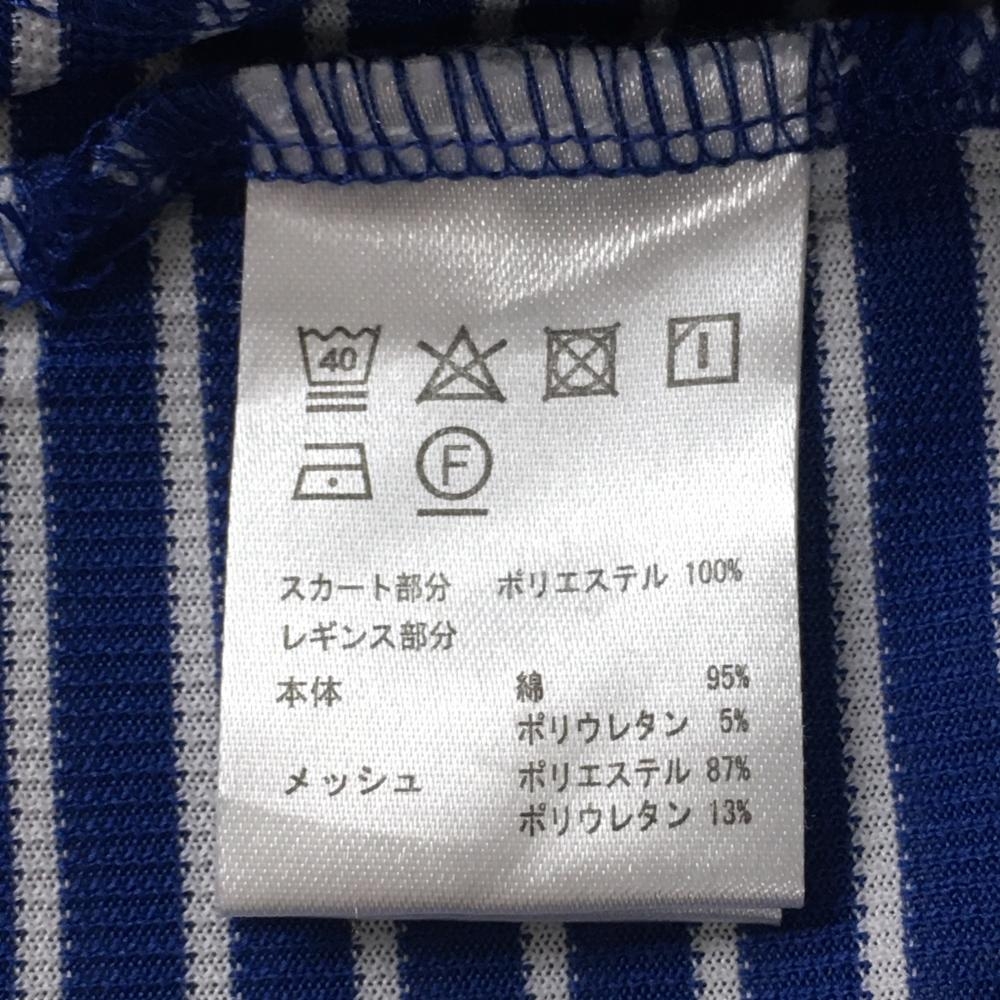 40
F
スカート部分 ポリエステル 100%
レギンス部分
本体 綿 95%
ポリウレタン 5%
メッシュ ポリエステル 87%
ポリウレタン 13%